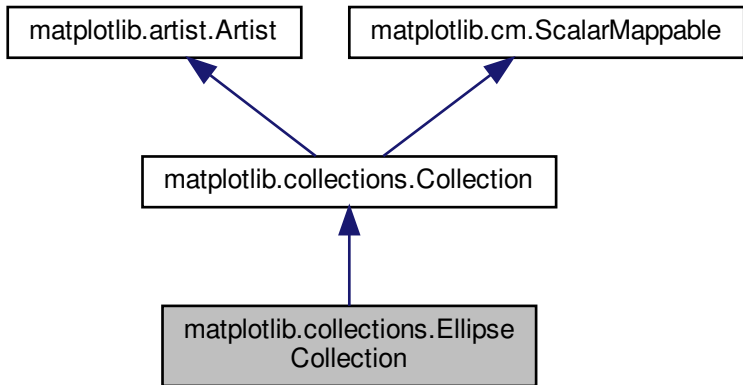 matplotlib.artist.Artist
matplotlib.cm.ScalarMappable
matplotlib.collections.Collection
matplotlib.collections.Ellipse
Collection